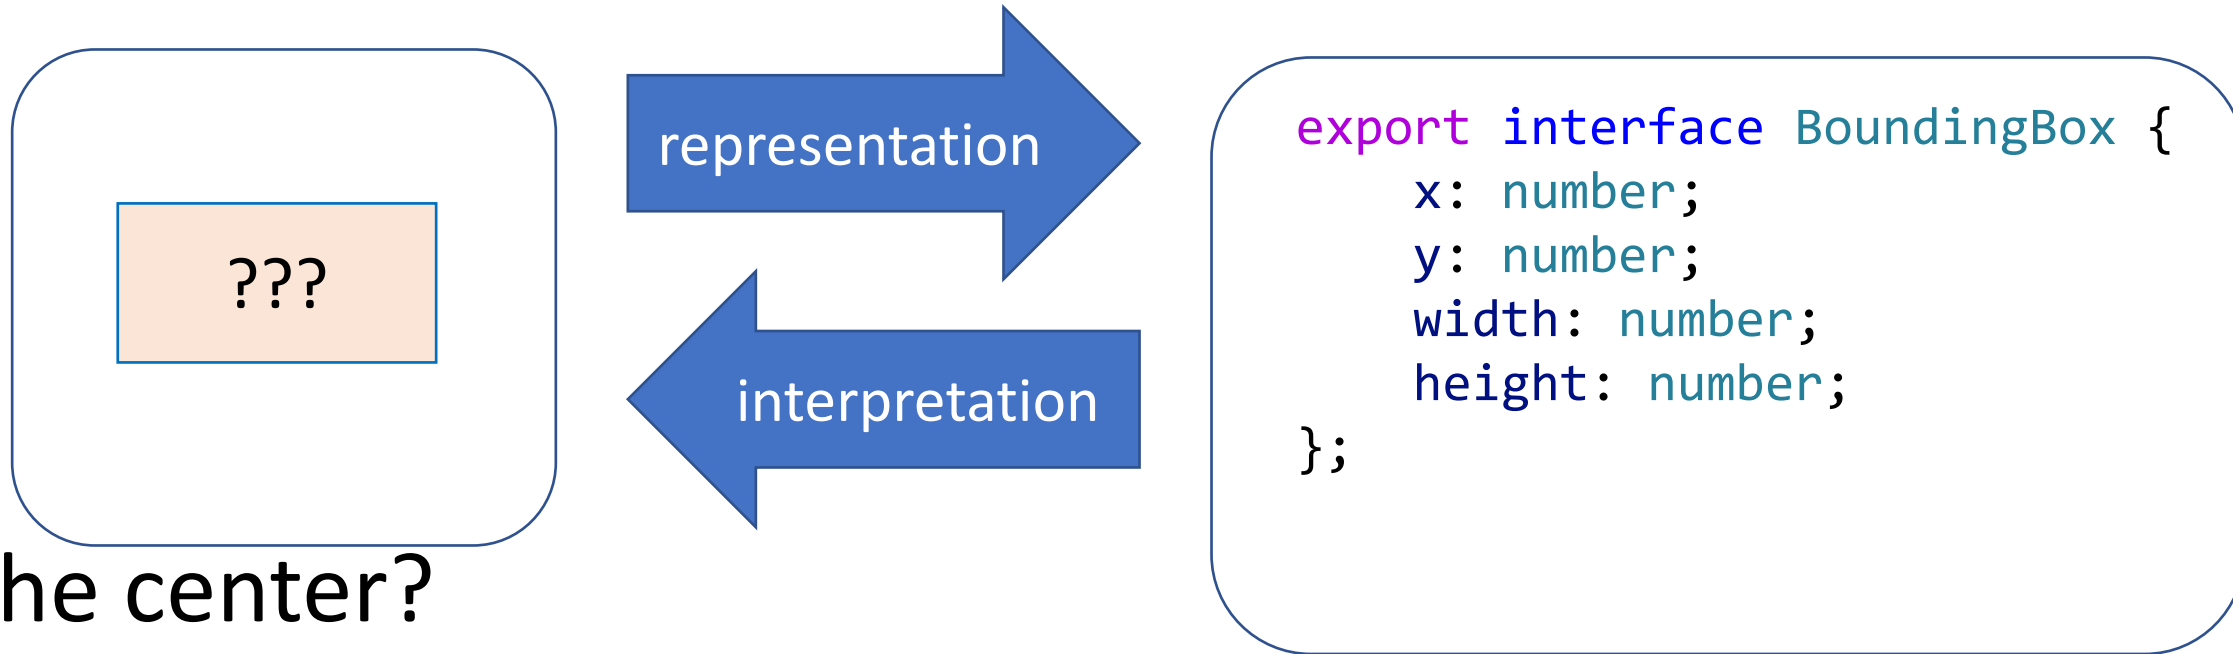 ???
he center?
representation
interpretation
export interface BoundingBox {
x: number;
y: number;
width: number;
height: number;
};